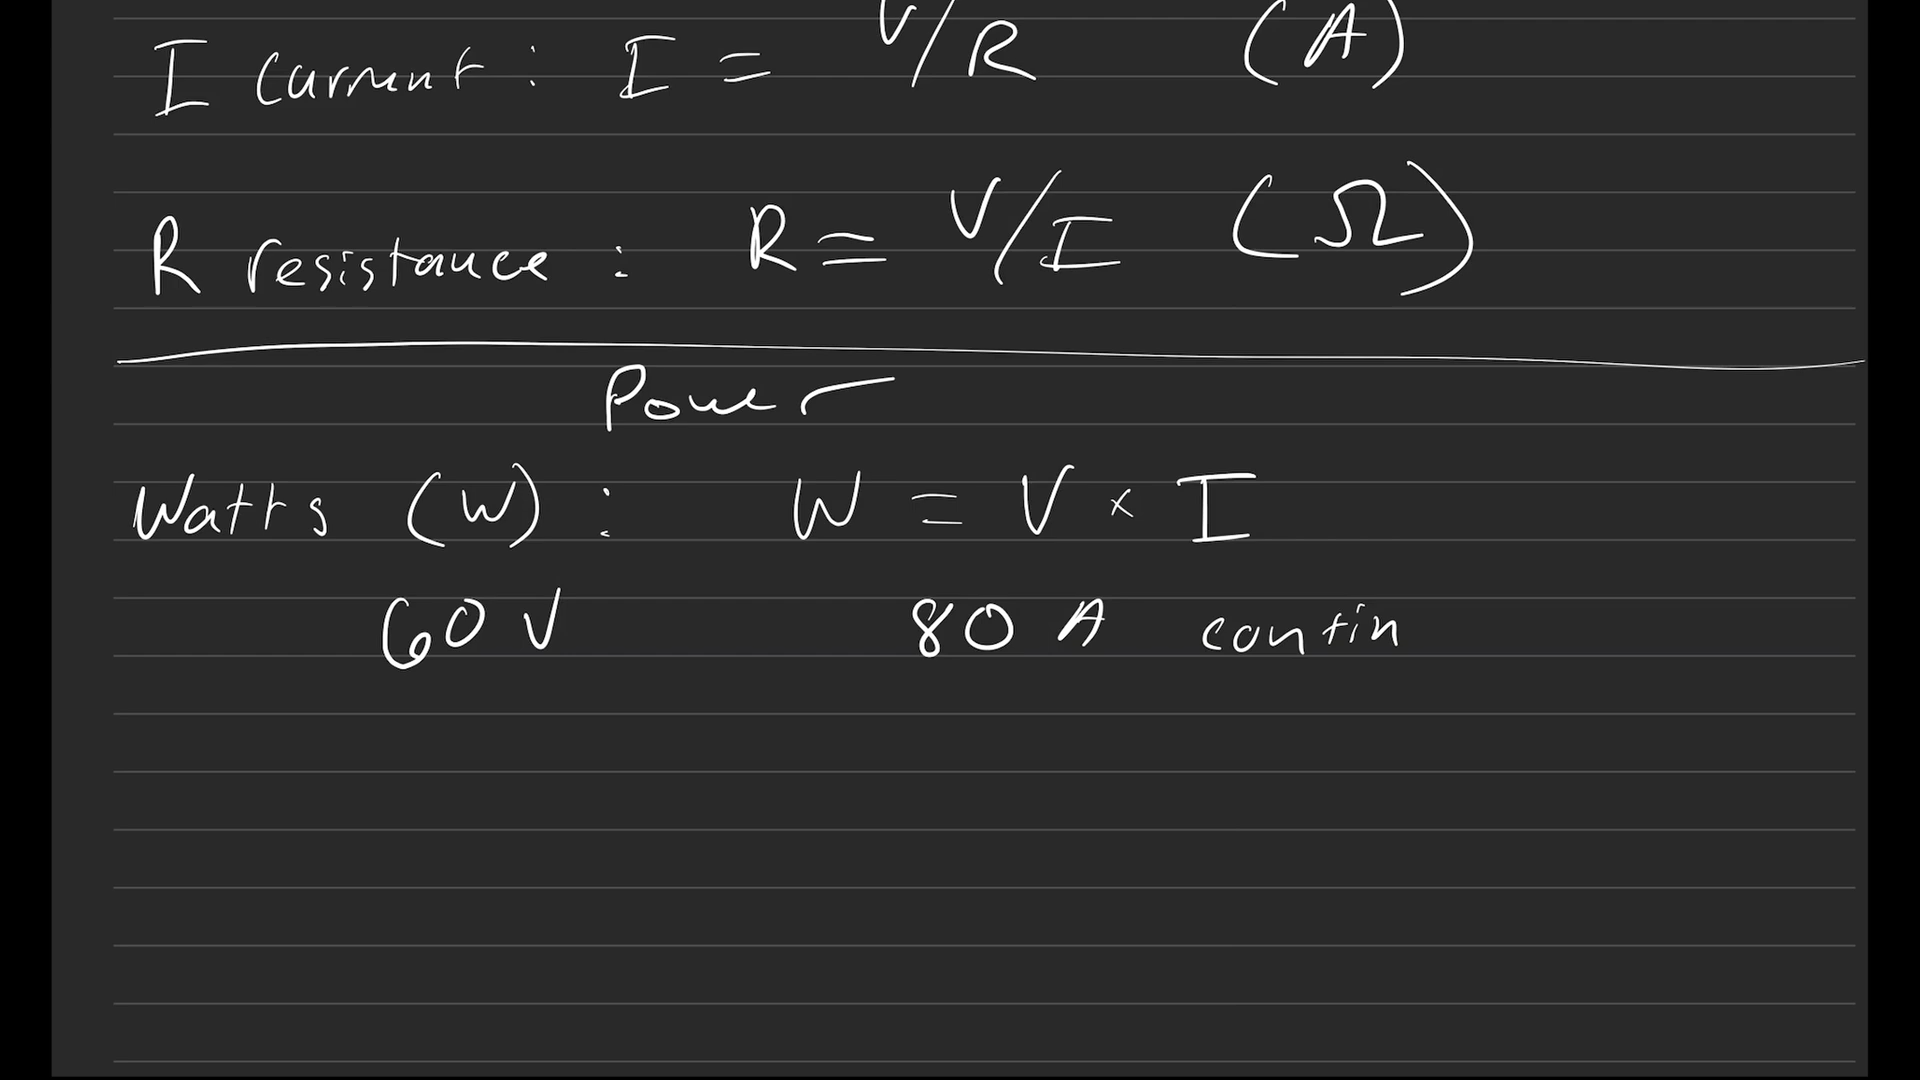 I current : I = V/R (A)
R resistance : R = V/I (Ω)
Power
Watts (W) : W = V × I
60 V 80 A contin